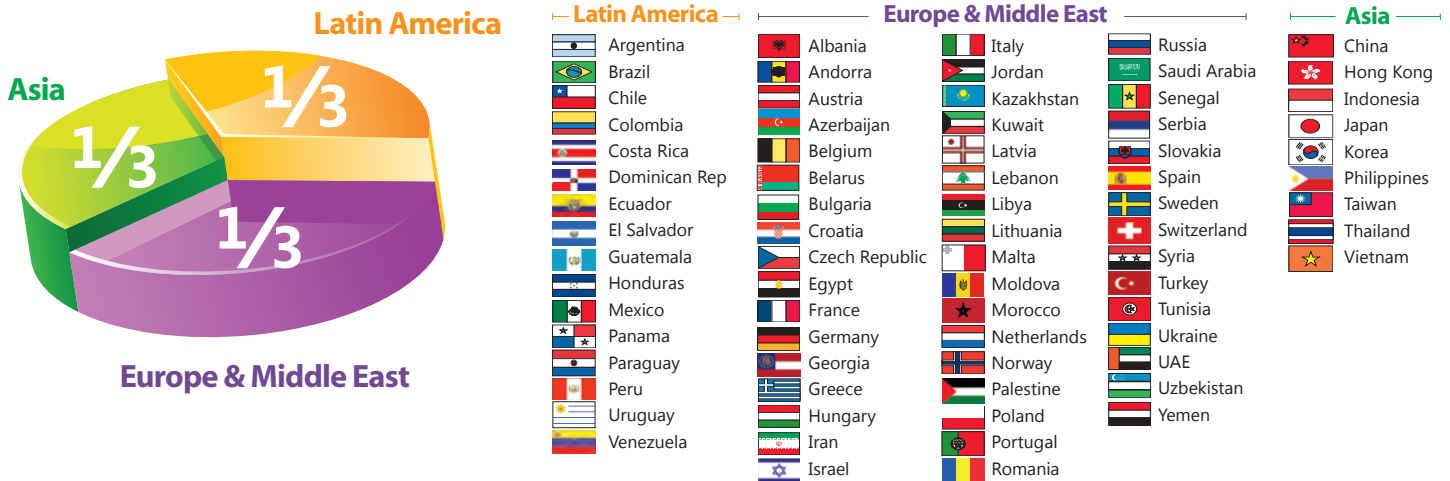 Latin America
Asia
1/3
1/3
1/3
Europe & Middle East
Latin America
Argentina
Brazil
Chile
Colombia
Costa Rica
Dominican Rep
Ecuador
El Salvador
Guatemala
Honduras
Mexico
Panama
Paraguay
Peru
Uruguay
Venezuela
Europe & Middle East
Albania
Andorra
Austria
Azerbaijan
Belgium
Belarus
Bulgaria
Croatia
Czech Republic
Egypt
France
Germany
Georgia
Greece
Hungary
Iran
Israel
Italy
Jordan
Kazakhstan
Kuwait
Latvia
Lebanon
Libya
Lithuania
Malta
Moldova
Morocco
Netherlands
Norway
Palestine
Poland
Portugal
Romania
Russia
Saudi Arabia
Senegal
Serbia
Slovakia
Spain
Sweden
Switzerland
Syria
Turkey
Tunisia
Ukraine
UAE
Uzbekistan
Yemen
Asia
China
Hong Kong
Indonesia
Japan
Korea
Philippines
Taiwan
Thailand
Vietnam